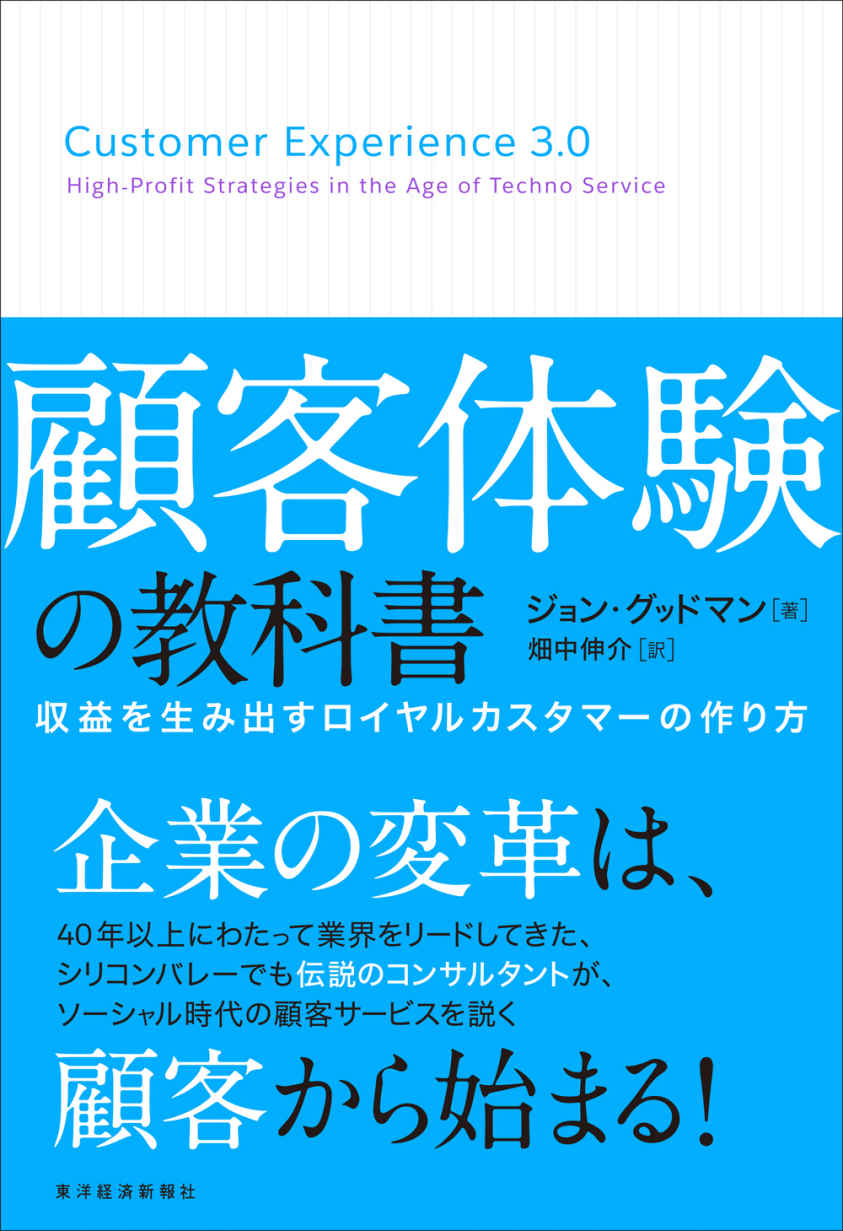 Customer Experience 3.0
High-Profit Strategies in the Age of Techno Service
顧客体験
の教科書
ジョン・グッドマン[著]
畑中伸介[訳]
収益を生み出すロイヤルカスタマーの作り方
企業の変革は、
40年以上にわたって業界をリードしてきた、
シリコンバレーでも伝説のコンサルタントが、
ソーシャル時代の顧客サービスを説く
顧客から始まる!
東洋経済新報社